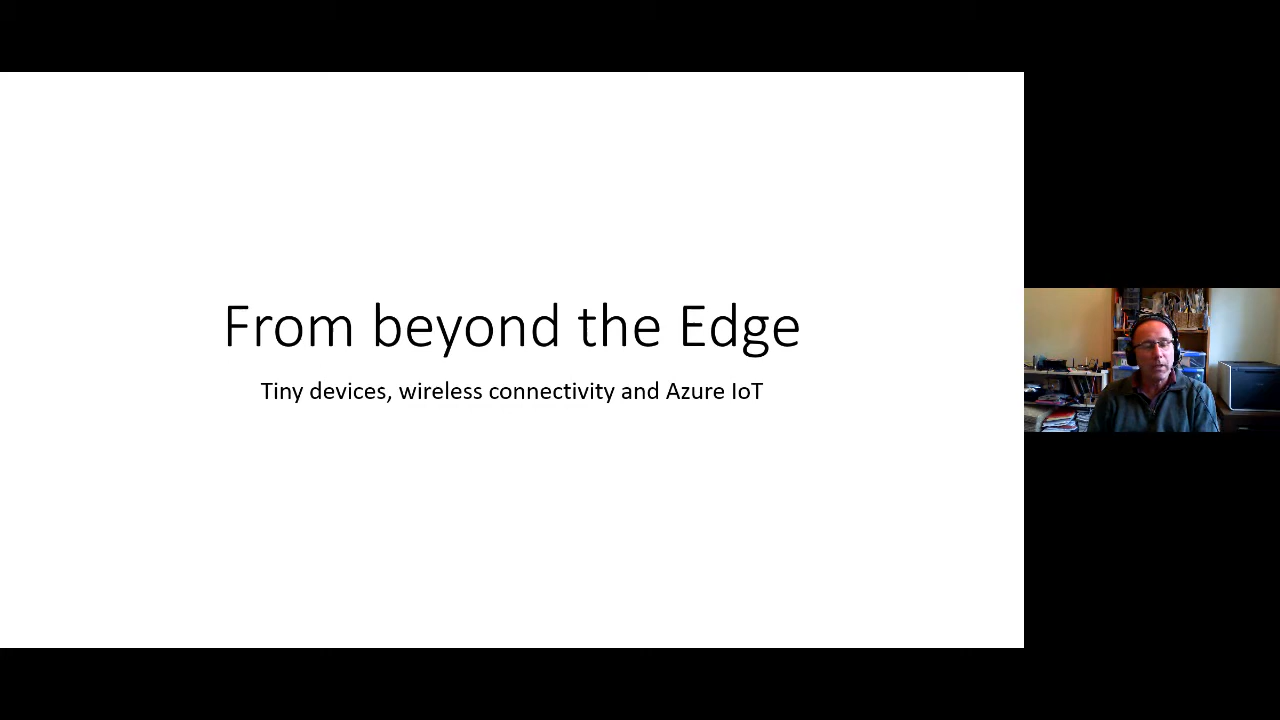 From beyond the Edge
Tiny devices, wireless connectivity and Azure IoT